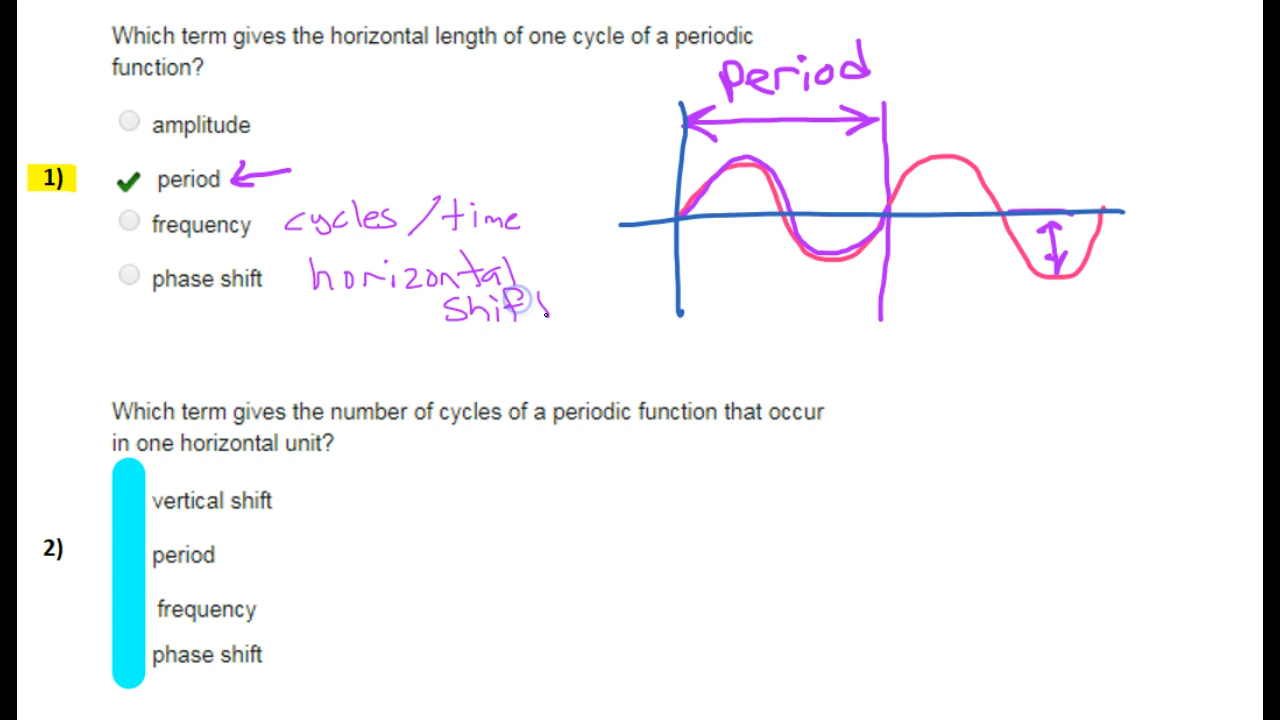 Which term gives the horizontal length of one cycle of a periodic
function?
period
amplitude
1)
period
frequency cycles/time
phase shift horizontal
shift
Which term gives the number of cycles of a periodic function that occur
in one horizontal unit?
vertical shift
2)
period
frequency
phase shift